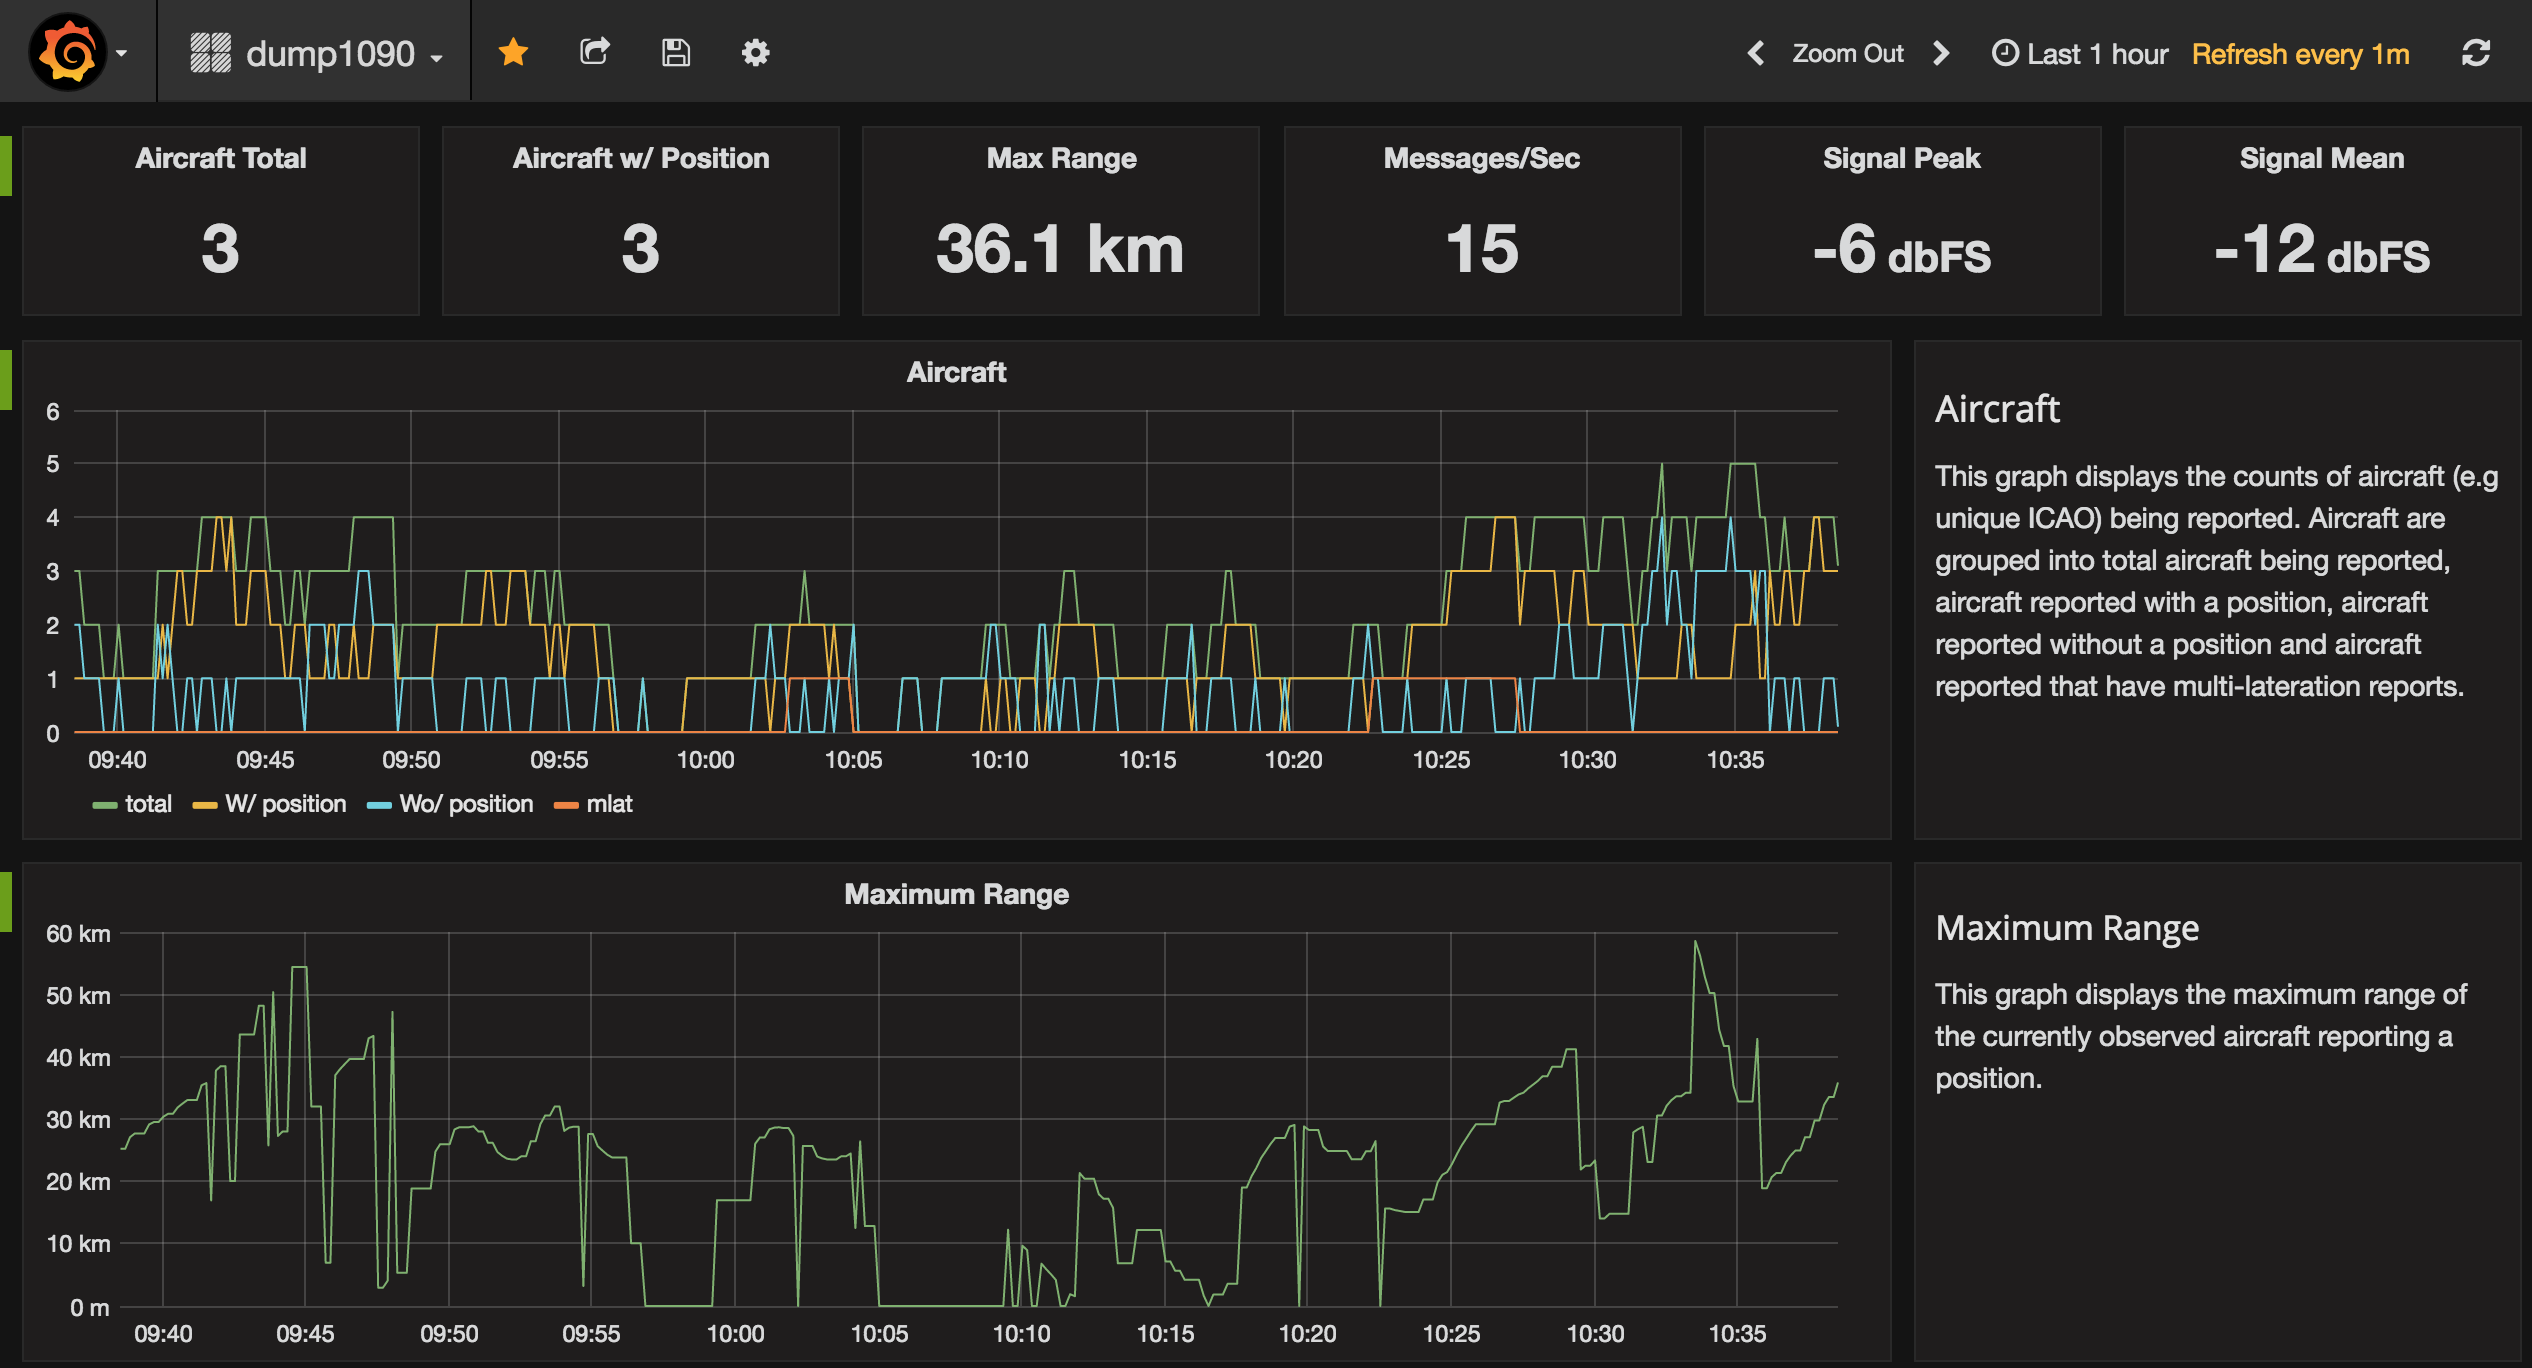 dump1090
Zoom Out
Last 1 hour
Refresh every 1m
Aircraft Total
3
Aircraft w/ Position
3
Max Range
36.1 km
Messages/Sec
15
Signal Peak
-6 dbFS
Signal Mean
-12 dbFS
Aircraft
6
5
4
3
2
1
0
09:40 09:45 09:50 09:55 10:00 10:05 10:10 10:15 10:20 10:25 10:30 10:35
total W/ position Wo/ position mlat
Aircraft
This graph displays the counts of aircraft (e.g
unique ICAO) being reported. Aircraft are
grouped into total aircraft being reported,
aircraft reported with a position, aircraft
reported without a position and aircraft
reported that have multi-lateration reports.
Maximum Range
60 km
50 km
40 km
30 km
20 km
10 km
0 m
09:40 09:45 09:50 09:55 10:00 10:05 10:10 10:15 10:20 10:25 10:30 10:35
Maximum Range
This graph displays the maximum range of
the currently observed aircraft reporting a
position.